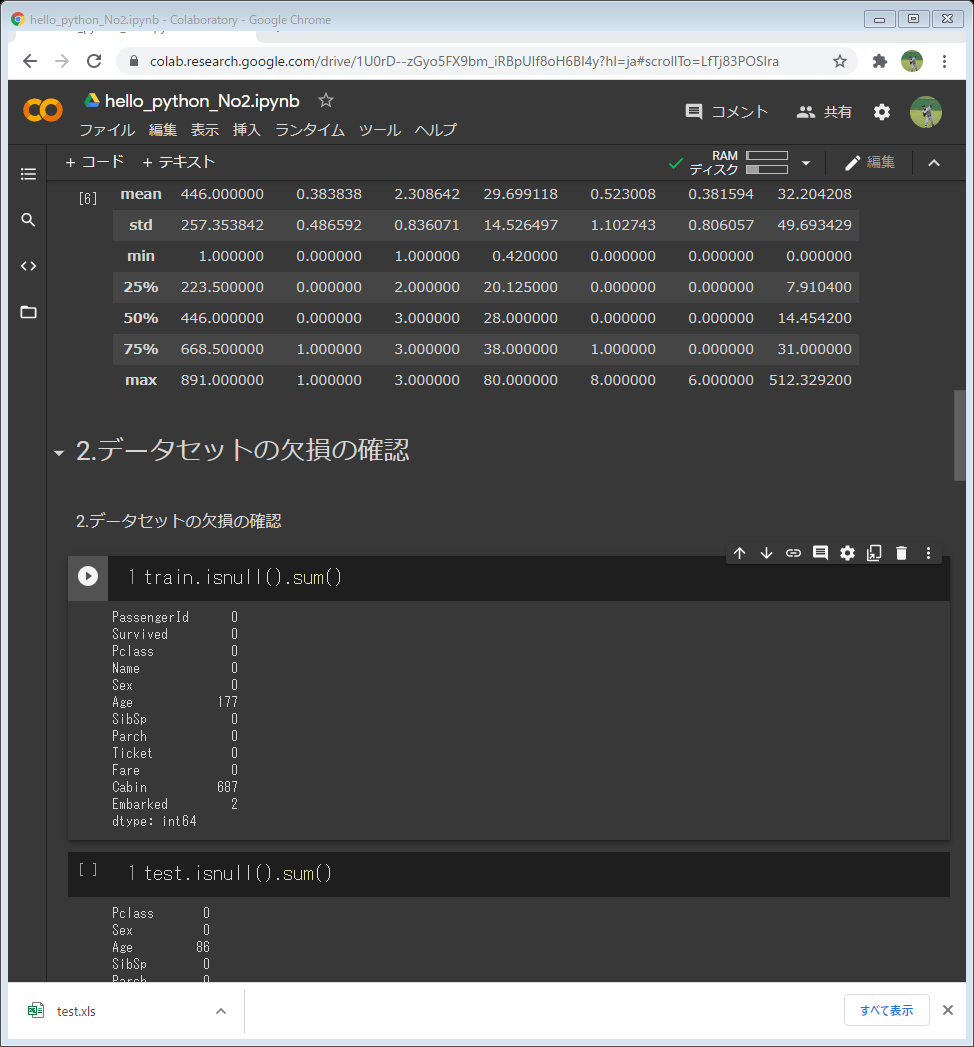 hello_python_No2.ipynb - Colaboratory - Google Chrome
colab.research.google.com/drive/1U0rD--zGyo5FX9bm_iRBpUIf8oH6Bl4y?hl=ja#scrollTo=LfTj83POSIra
CO hello_python_No2.ipynb
コメント 共有
ファイル 編集 表示 挿入 ランタイム ツール ヘルプ
+ コード + テキスト
RAM
ディスク
編集
[6]
mean 446.000000 0.383838 2.308642 29.699118 0.523008 0.381594 32.204208
std 257.353842 0.486592 0.836071 14.526497 1.102743 0.806057 49.693429
min 1.000000 0.000000 1.000000 0.420000 0.000000 0.000000 0.000000
25% 223.500000 0.000000 2.000000 20.125000 0.000000 0.000000 7.910400
50% 446.000000 0.000000 3.000000 28.000000 0.000000 0.000000 14.454200
75% 668.500000 1.000000 3.000000 38.000000 1.000000 0.000000 31.000000
max 891.000000 1.000000 3.000000 80.000000 8.000000 6.000000 512.329200
2.データセットの欠損の確認
2.データセットの欠損の確認
1 train.isnull().sum()
PassengerId 0
Survived 0
Pclass 0
Name 0
Sex 0
Age 177
SibSp 0
Parch 0
Ticket 0
Fare 0
Cabin 687
Embarked 2
dtype: int64
[ ] 1 test.isnull().sum()
Pclass 0
Sex 0
Age 86
SibSp 0
Parch 0
test.xls
すべて表示